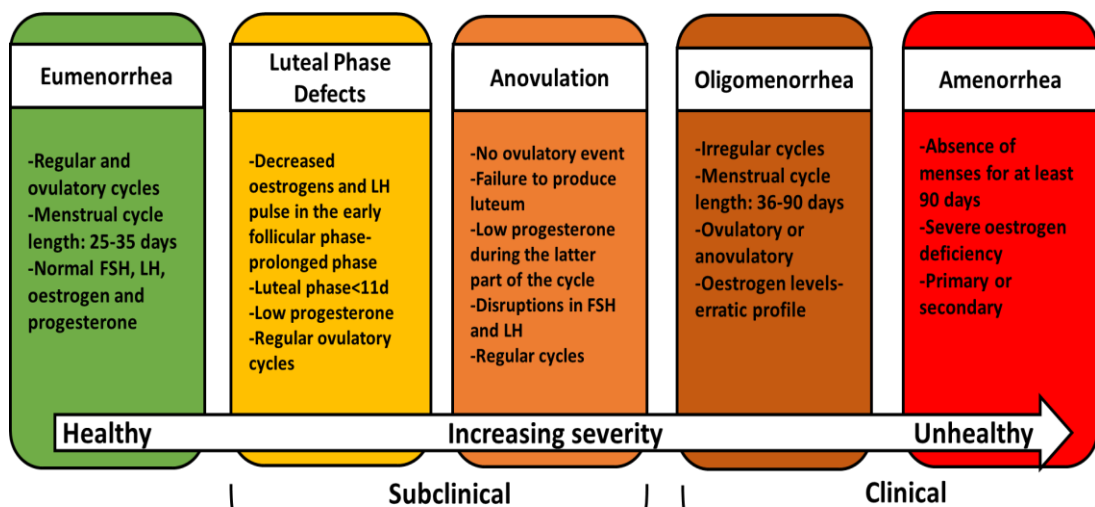 Eumenorrhea
-Regular and
ovulatory cycles
-Menstrual cycle
length: 25-35 days
-Normal FSH, LH,
oestrogen and
progesterone
Luteal Phase
Defects
-Decreased
oestrogens and LH
pulse in the early
follicular phase-
prolonged phase
-Luteal phase<11d
-Low progesterone
-Regular ovulatory
cycles
Anovulation
-No ovulatory event
-Failure to produce
luteum
-Low progesterone
during the latter
part of the cycle
-Disruptions in FSH
and LH
-Regular cycles
Oligomenorrhea
-Irregular cycles
-Menstrual cycle
length: 36-90 days
-Ovulatory or
anovulatory
-Oestrogen levels-
erratic profile
Amenorrhea
-Absence of
menses for at least
90 days
-Severe oestrogen
deficiency
-Primary or
secondary
Healthy Increasing severity Unhealthy
Subclinical Clinical